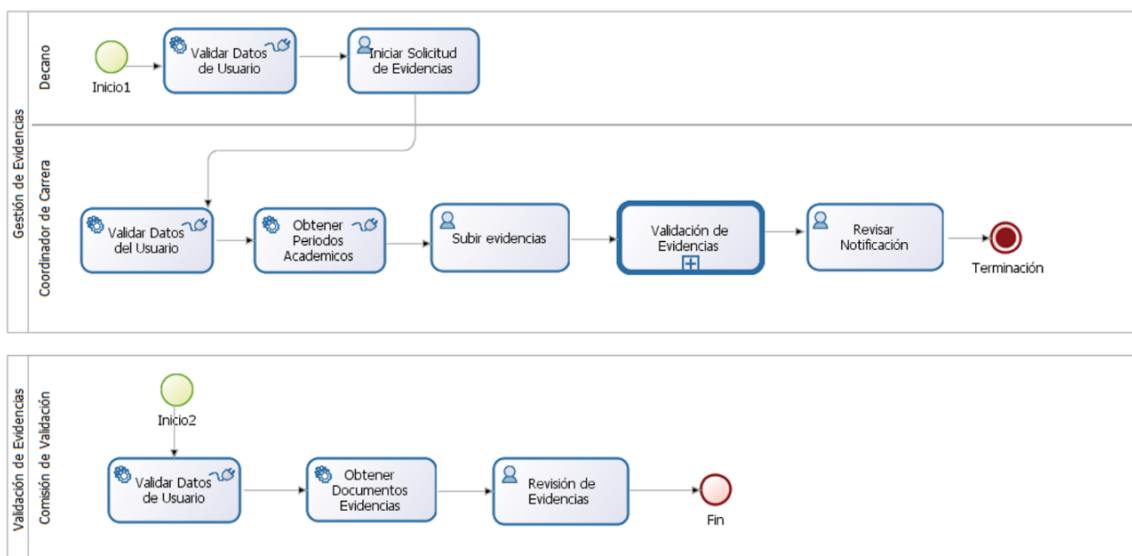 Gestión de Evidencias
Decano
Inicio1
Validar Datos
de Usuario
Iniciar Solicitud
de Evidencias
Coordinador de Carrera
Validar Datos
del Usuario
Obtener
Periodos
Academicos
Subir evidencias
Validación de
Evidencias
Revisar
Notificación
Terminación
Validación de Evidencias
Comisión de Validación
Inicio2
Validar Datos
de Usuario
Obtener
Documentos
Evidencias
Revisión de
Evidencias
Fin